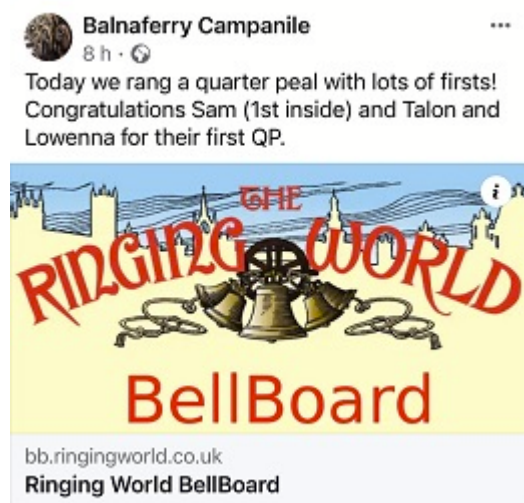 Balnaferry Campanile
8 h ·
Today we rang a quarter peal with lots of firsts!
Congratulations Sam (1st inside) and Talon and
Lowenna for their first QP.
THE
RINGING WORLD
BellBoard
bb.ringingworld.co.uk
Ringing World BellBoard